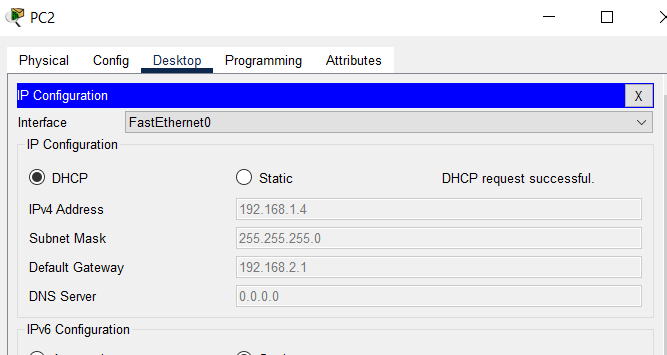 PC2
Physical Config Desktop Programming Attributes
IP Configuration X
Interface FastEthernet0
IP Configuration
DHCP Static DHCP request successful.
IPv4 Address 192.168.1.4
Subnet Mask 255.255.255.0
Default Gateway 192.168.2.1
DNS Server 0.0.0.0
IPv6 Configuration